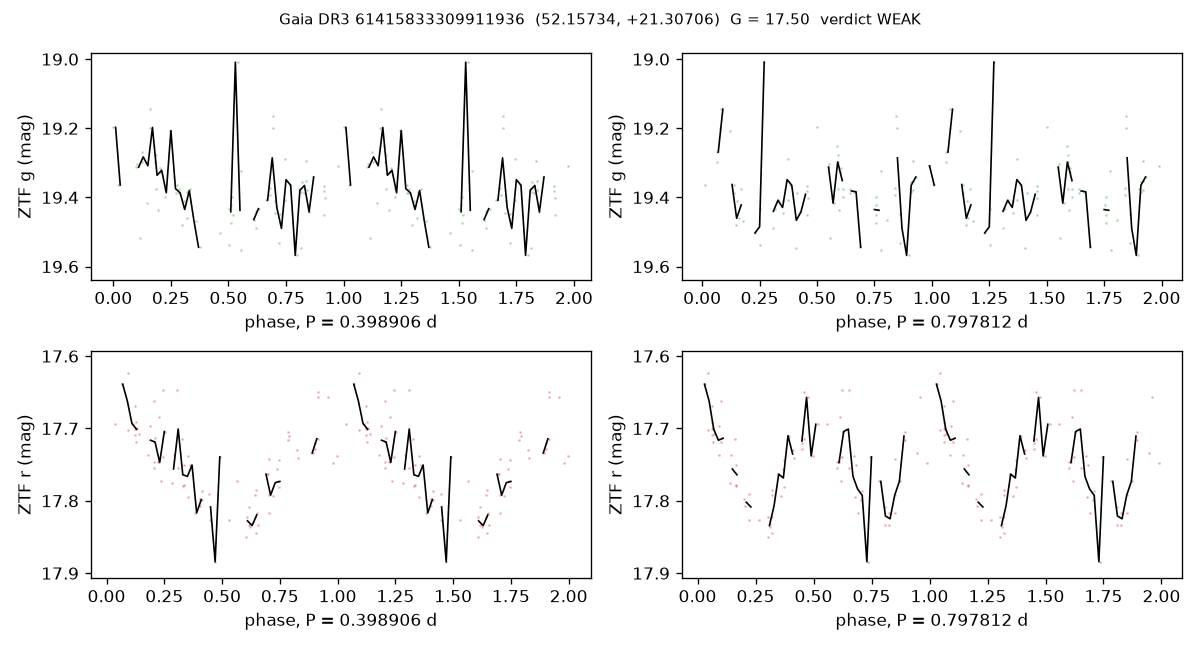 Gaia DR3 61415833309911936  (52.15734, +21.30706)  G = 17.50  verdict WEAK
ZTF g (mag)
19.0
19.2
19.4
19.6
0.00 0.25 0.50 0.75 1.00 1.25 1.50 1.75 2.00
phase, P = 0.398906 d
ZTF g (mag)
19.0
19.2
19.4
19.6
0.00 0.25 0.50 0.75 1.00 1.25 1.50 1.75 2.00
phase, P = 0.797812 d
ZTF r (mag)
17.6
17.7
17.8
17.9
0.00 0.25 0.50 0.75 1.00 1.25 1.50 1.75 2.00
phase, P = 0.398906 d
ZTF r (mag)
17.6
17.7
17.8
17.9
0.00 0.25 0.50 0.75 1.00 1.25 1.50 1.75 2.00
phase, P = 0.797812 d